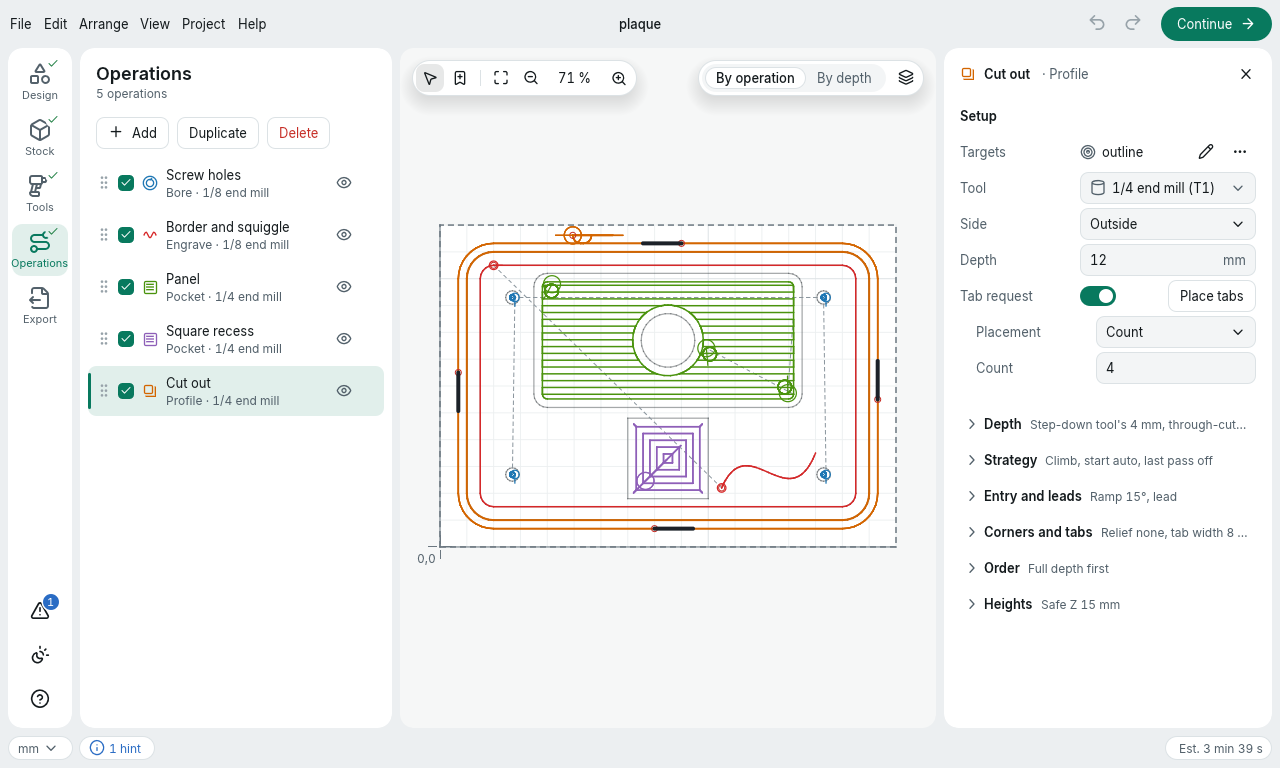 File Edit Arrange View Project Help
plaque
Continue
Design
Stock
Tools
Operations
Export
1
Operations
5 operations
Add
Duplicate
Delete
Screw holes
Bore · 1/8 end mill
Border and squiggle
Engrave · 1/8 end mill
Panel
Pocket · 1/4 end mill
Square recess
Pocket · 1/4 end mill
Cut out
Profile · 1/4 end mill
71 %
By operation
By depth
0,0
Cut out · Profile
Setup
Targets outline
Tool 1/4 end mill (T1)
Side Outside
Depth 12 mm
Tab request Place tabs
Placement Count
Count 4
Depth Step-down tool's 4 mm, through-cut…
Strategy Climb, start auto, last pass off
Entry and leads Ramp 15°, lead
Corners and tabs Relief none, tab width 8 …
Order Full depth first
Heights Safe Z 15 mm
mm
1 hint
Est. 3 min 39 s